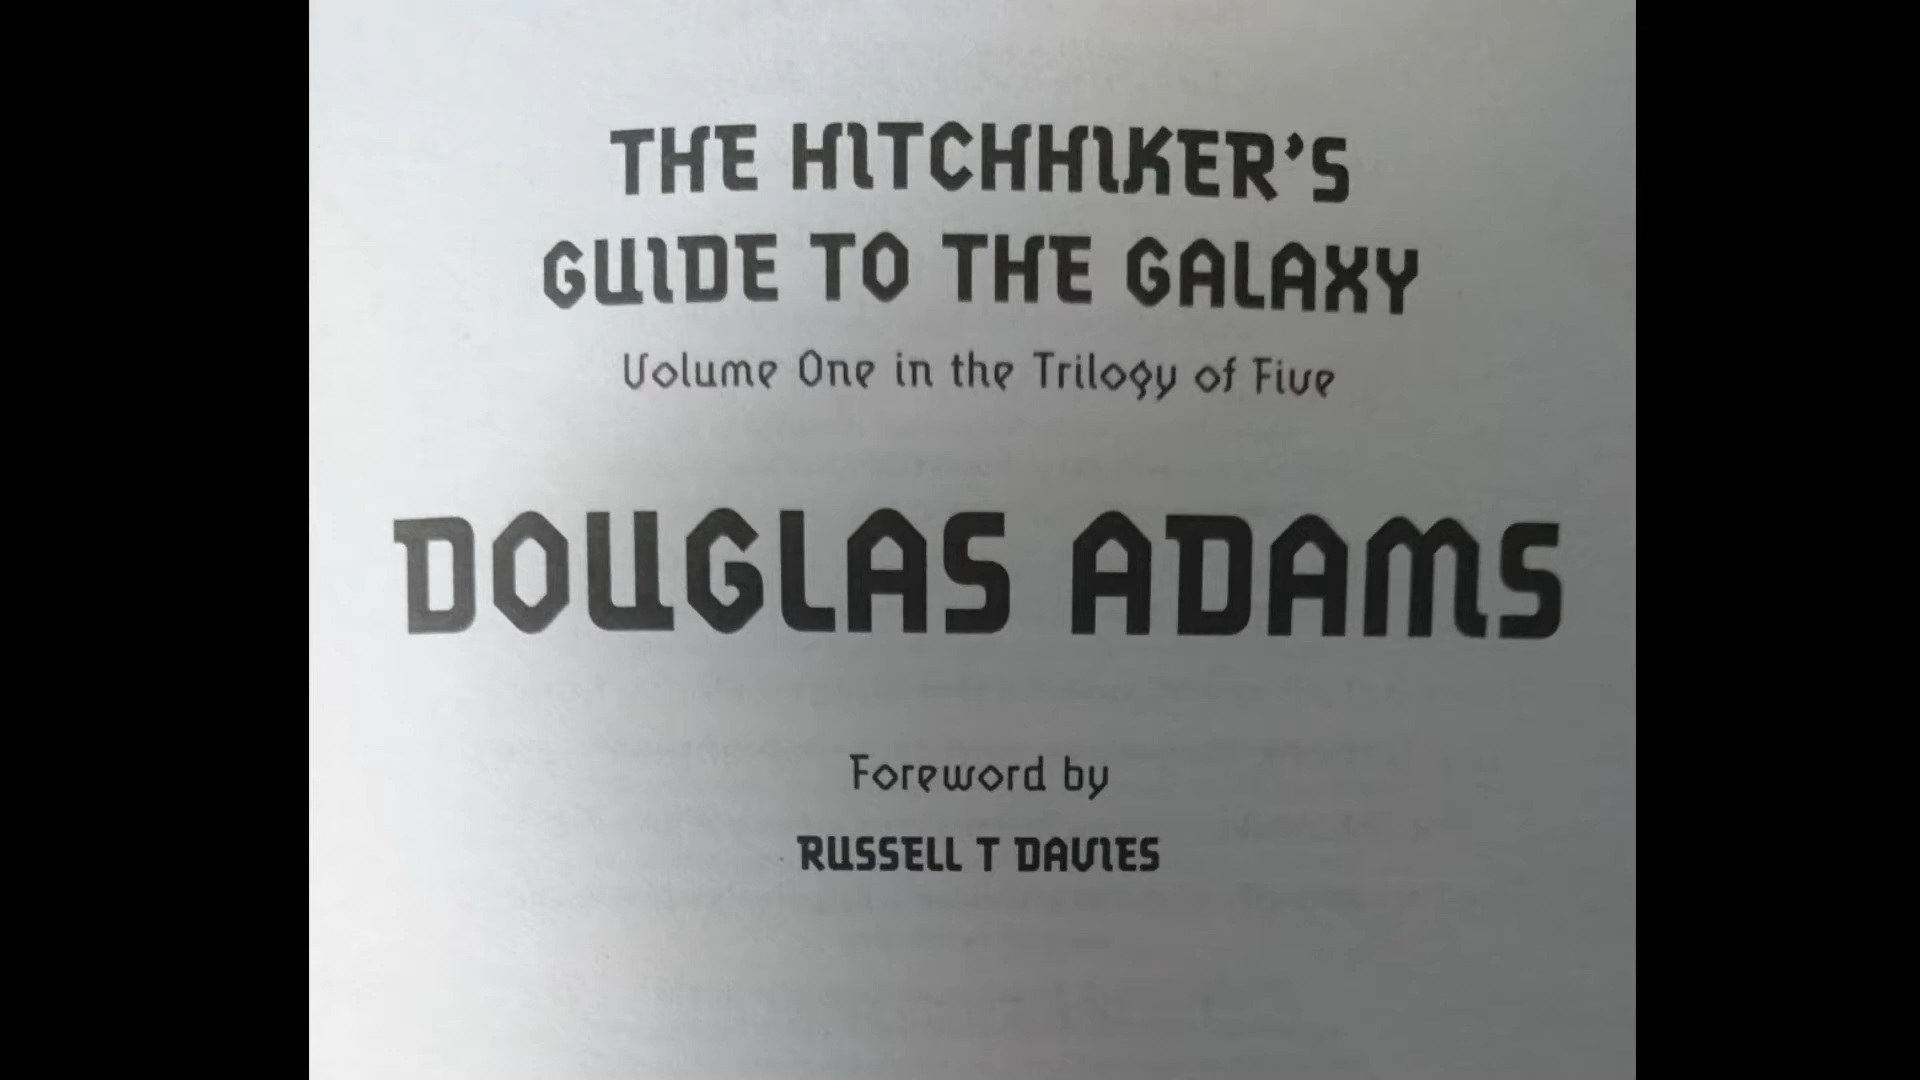 THE HITCHHIKER'S
GUIDE TO THE GALAXY
Volume One in the Trilogy of Five
DOUGLAS ADAMS
Foreword by
RUSSELL T DAVIES